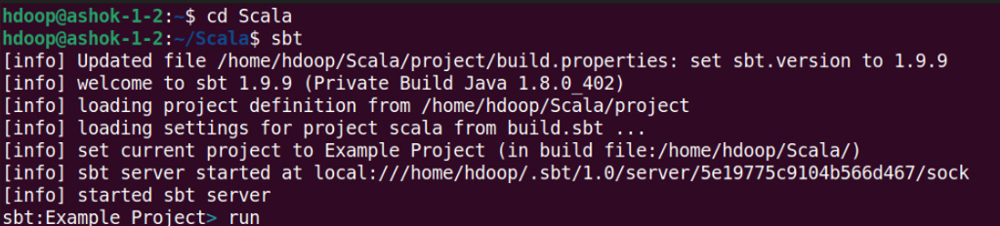 hdoop@ashok-1-2:~$ cd Scala
hdoop@ashok-1-2:~/Scala$ sbt
[info] Updated file /home/hdoop/Scala/project/build.properties: set sbt.version to 1.9.9
[info] welcome to sbt 1.9.9 (Private Build Java 1.8.0_402)
[info] loading project definition from /home/hdoop/Scala/project
[info] loading settings for project scala from build.sbt ...
[info] set current project to Example Project (in build file:/home/hdoop/Scala/)
[info] sbt server started at local:///home/hdoop/.sbt/1.0/server/5e19775c9104b566d467/sock
[info] started sbt server
sbt:Example Project> run